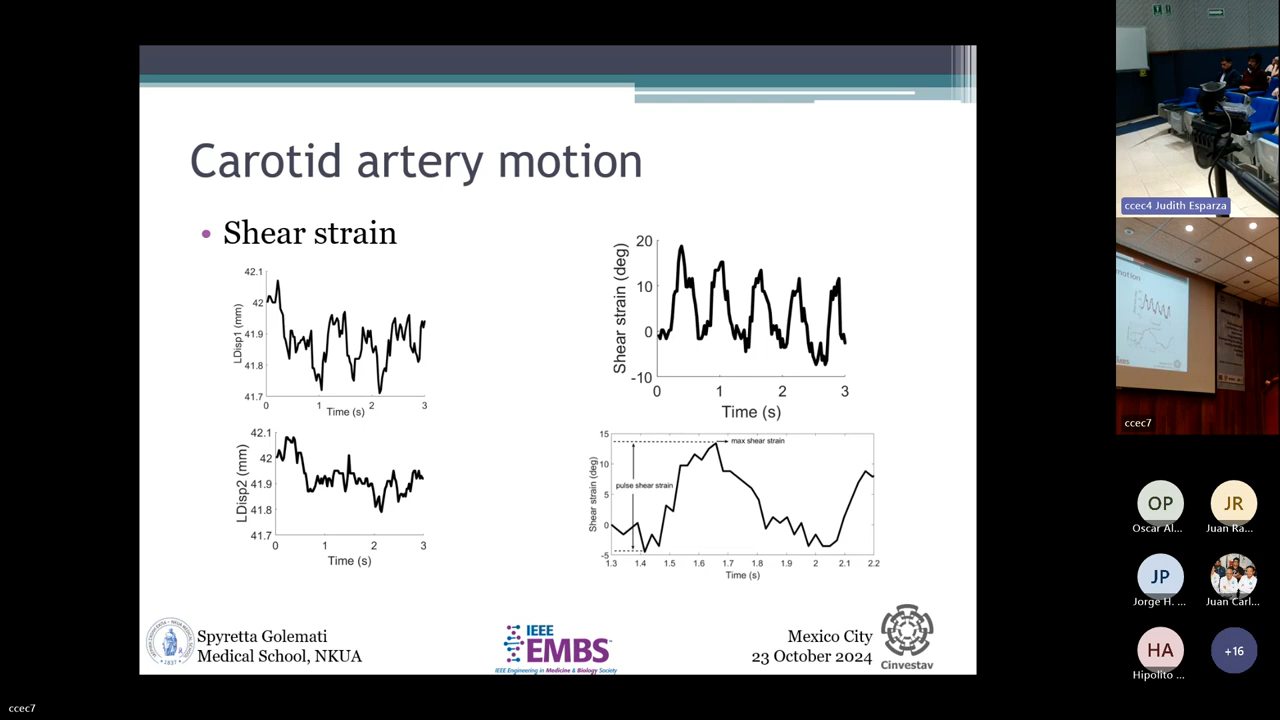 Carotid artery motion
• Shear strain
42.1
42
41.9
41.8
41.7
LDisp1 (mm)
0
1
2
3
Time (s)
42.1
42
41.9
41.8
41.7
LDisp2 (mm)
0
1
2
3
Time (s)
20
10
0
-10
Shear strain (deg)
0
1
2
3
Time (s)
15
10
5
0
-5
Shear strain (deg)
max shear strain
pulse shear strain
1.3
1.4
1.5
1.6
1.7
1.8
1.9
2
2.1
2.2
Time (s)
Spyretta Golemati
Medical School, NKUA
IEEE
EMBS
IEEE Engineering in Medicine & Biology Society
Mexico City
23 October 2024
Cinvestav
ccec4 Judith Esparza
motion
ccec7
OP
Oscar Al...
JR
Juan Ra...
JP
Jorge H. ...
Juan Carl...
HA
Hipolito ...
+16
ccec7